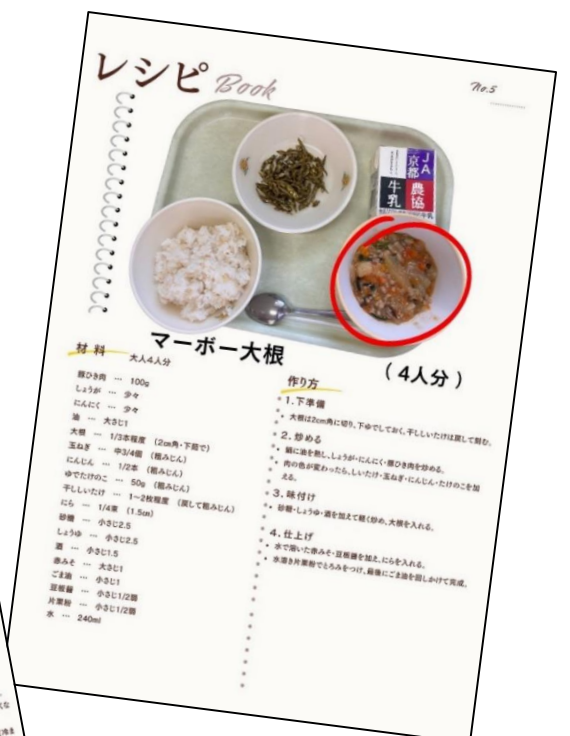 レシピ Book
No.5
JA
京都
農協
牛乳
マーボー大根
（4人分）
材料
大人4人分
豚ひき肉 … 100g
しょうが … 少々
にんにく … 少々
油 … 大さじ1
大根 … 1/3本程度 （2㎝角・下茹で）
玉ねぎ … 中3/4個 （粗みじん）
にんじん … 1/2本 （粗みじん）
ゆでたけのこ … 50g （粗みじん）
干ししいたけ … 1～2枚程度 （戻して粗みじん）
にら … 1/4束 （1.5㎝）
砂糖 … 小さじ2.5
しょうゆ … 小さじ2.5
酒 … 小さじ1.5
赤みそ … 大さじ1
ごま油 … 小さじ1
豆板醤 … 小さじ1/2弱
片栗粉 … 小さじ1/2弱
水 … 240ml
作り方
1.下準備
・大根は2㎝角に切り、下ゆでしておく。干ししいたけは戻して刻む。
2.炒める
・鍋に油を熱し、しょうが・にんにく・豚ひき肉を炒める。
・肉の色が変わったら、しいたけ・玉ねぎ・にんじん・たけのこを加
える。
3.味付け
・砂糖・しょうゆ・酒を加えて軽く炒め、大根を入れる。
4.仕上げ
・水で溶いた赤みそ・豆板醤を加え、にらを入れる。
・水溶き片栗粉でとろみをつけ、最後にごま油を回しかけて完成。